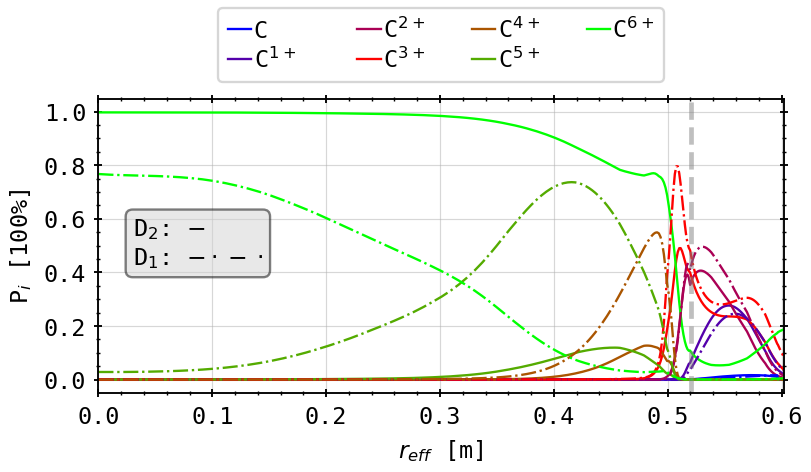 C C²⁺ C⁴⁺ C⁶⁺
C¹⁺ C³⁺ C⁵⁺
1.0
0.8
0.6
0.4
0.2
0.0
Pᵢ [100%]
D₂: —
D₁: —·—·
0.0 0.1 0.2 0.3 0.4 0.5 0.6
r_eff [m]